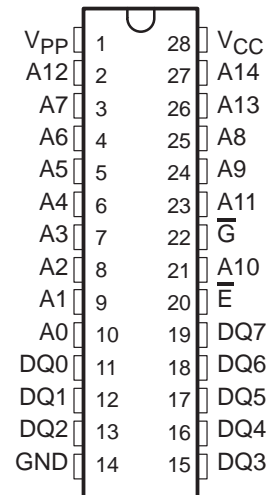 VPP 1 28 VCC
A12 2 27 A14
A7 3 26 A13
A6 4 25 A8
A5 5 24 A9
A4 6 23 A11
A3 7 22 G̅
A2 8 21 A10
A1 9 20 E̅
A0 10 19 DQ7
DQ0 11 18 DQ6
DQ1 12 17 DQ5
DQ2 13 16 DQ4
GND 14 15 DQ3